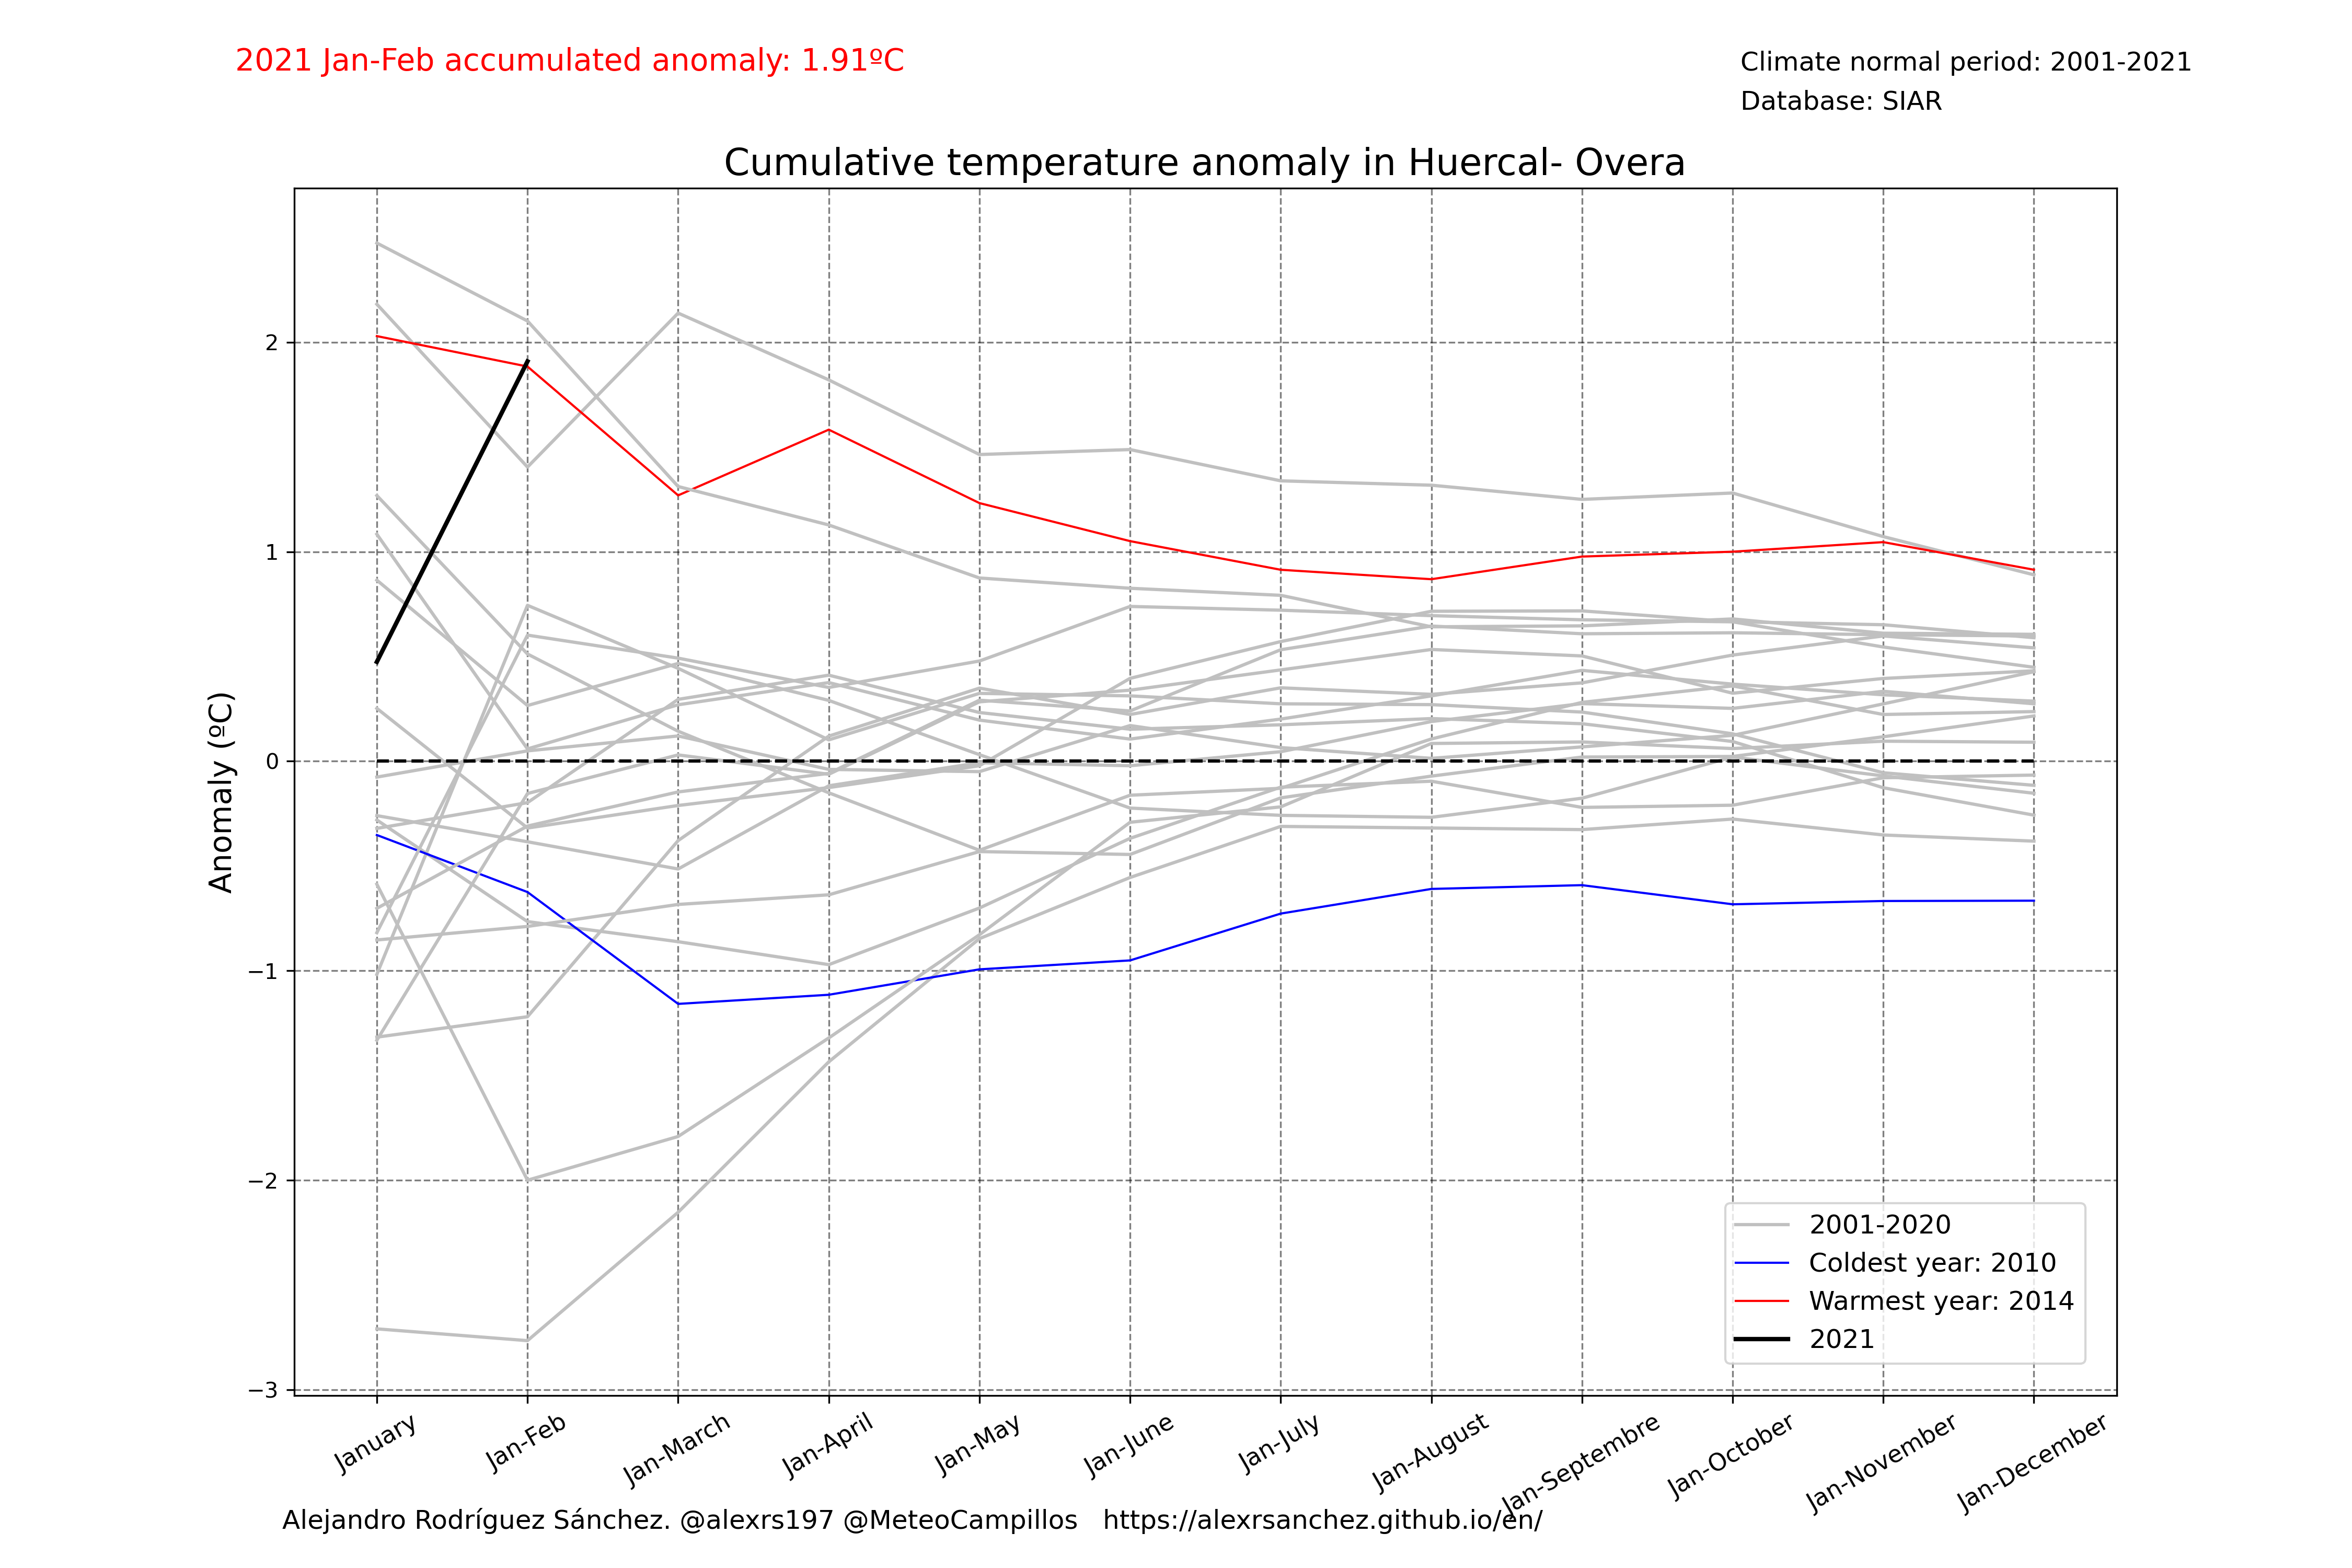 2021 Jan-Feb accumulated anomaly: 1.91ºC
Climate normal period: 2001-2021
Database: SIAR
Cumulative temperature anomaly in Huercal- Overa
Anomaly (ºC)
2
1
0
−1
−2
−3
2001-2020
Coldest year: 2010
Warmest year: 2014
2021
January
Jan-Feb
Jan-March
Jan-April
Jan-May
Jan-June
Jan-July
Jan-August
Jan-Septembre
Jan-October
Jan-November
Jan-December
Alejandro Rodríguez Sánchez. @alexrs197 @MeteoCampillos   https://alexrsanchez.github.io/en/